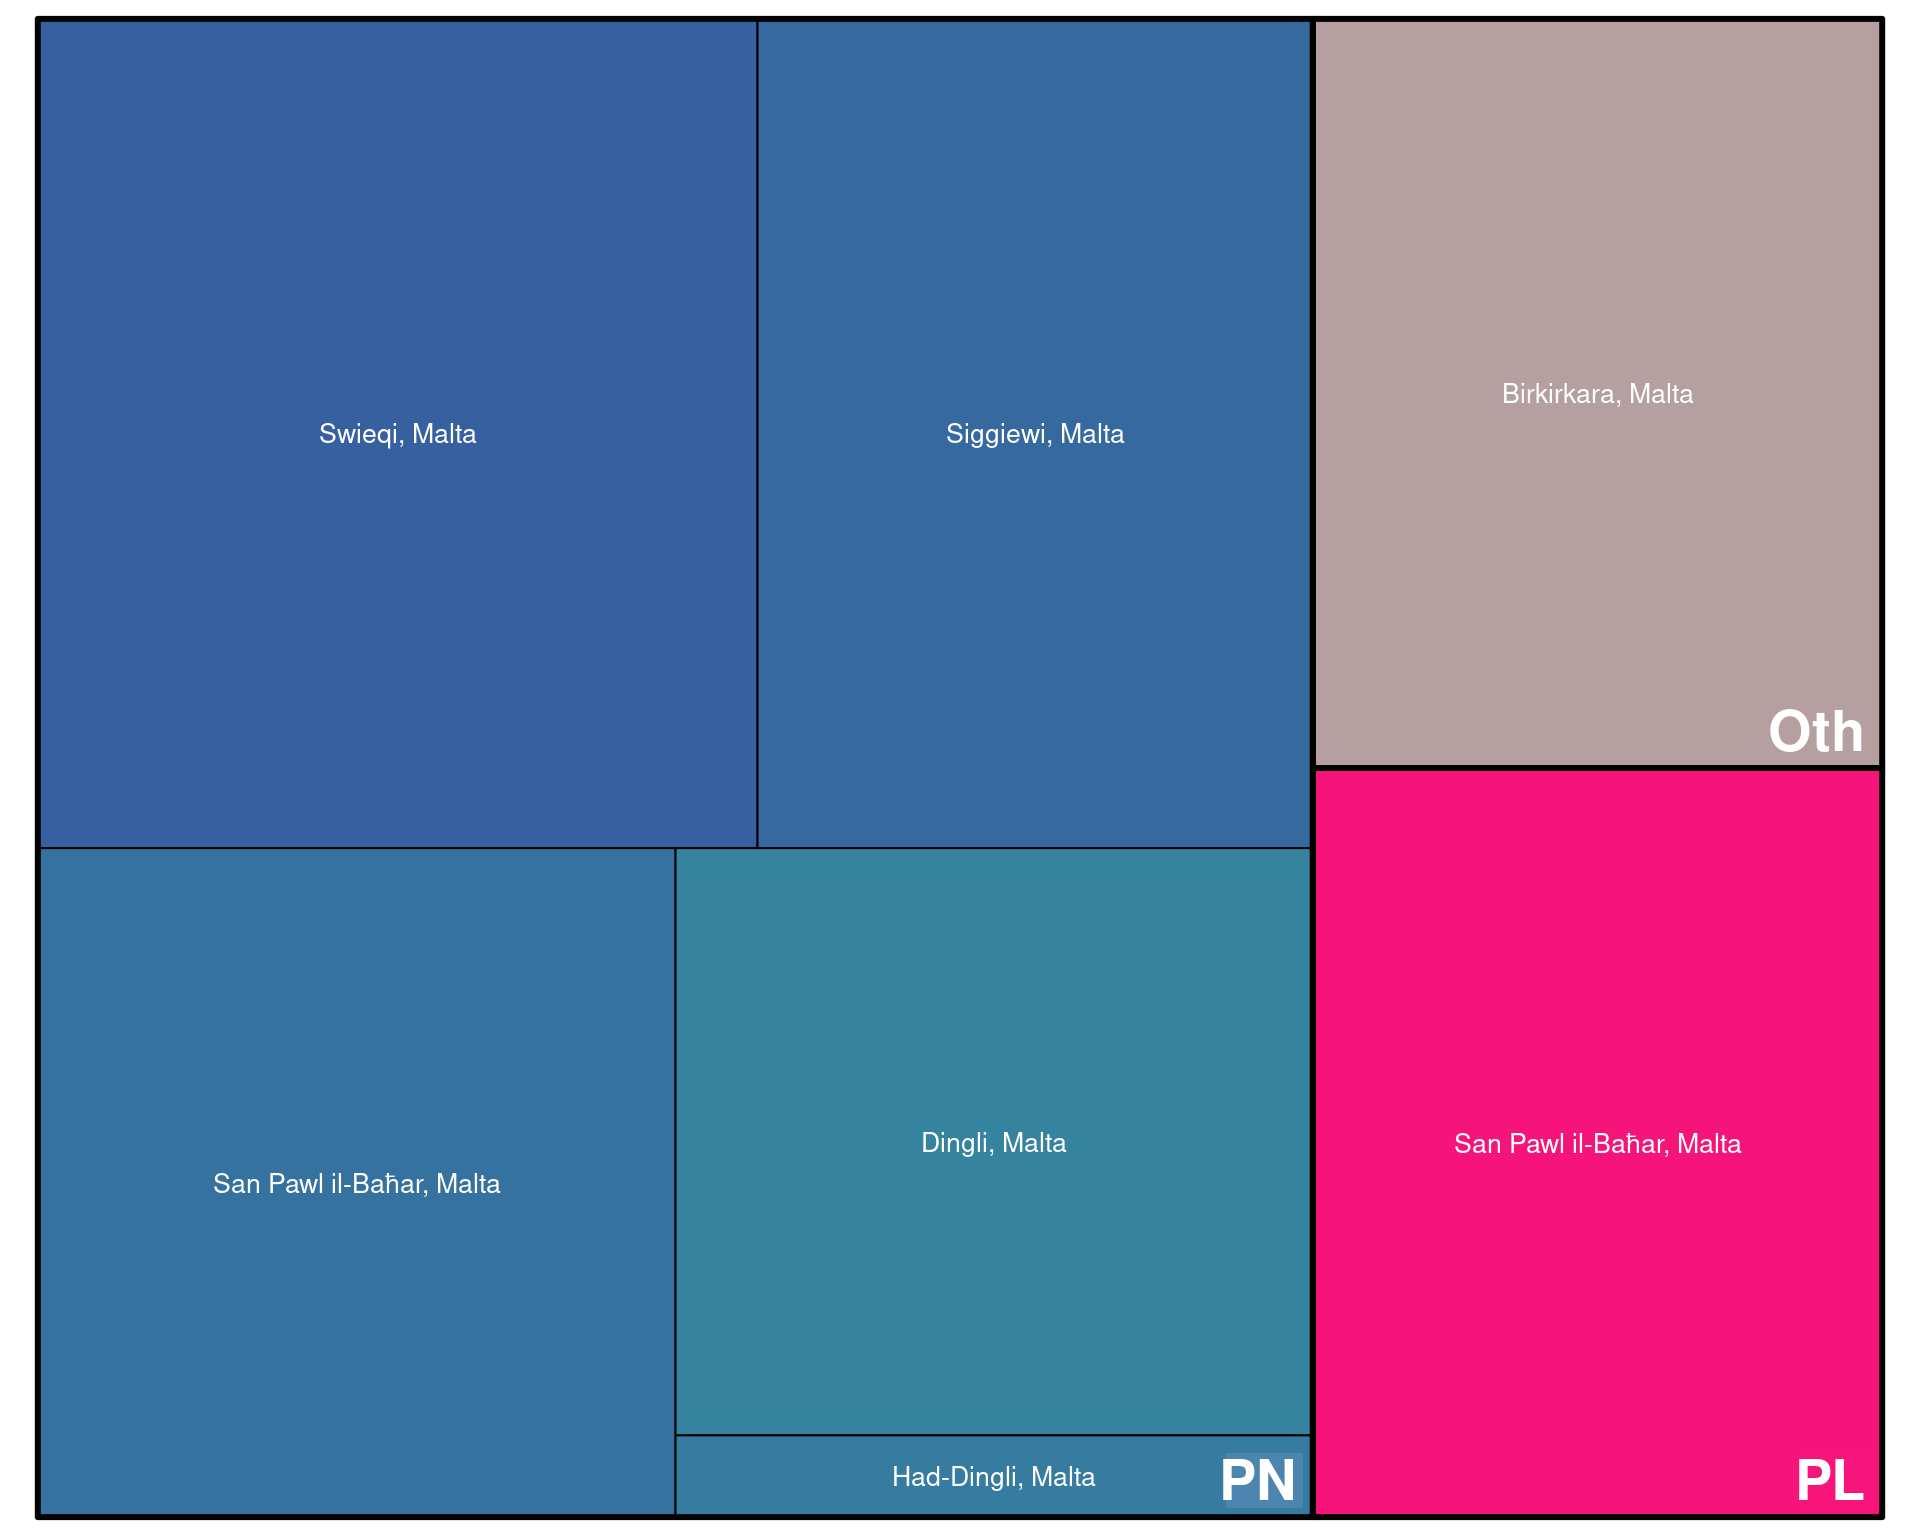 Swieqi, Malta
Siggiewi, Malta
Birkirkara, Malta
Oth
San Pawl il-Baħar, Malta
Dingli, Malta
San Pawl il-Baħar, Malta
Had-Dingli, Malta
PN
PL